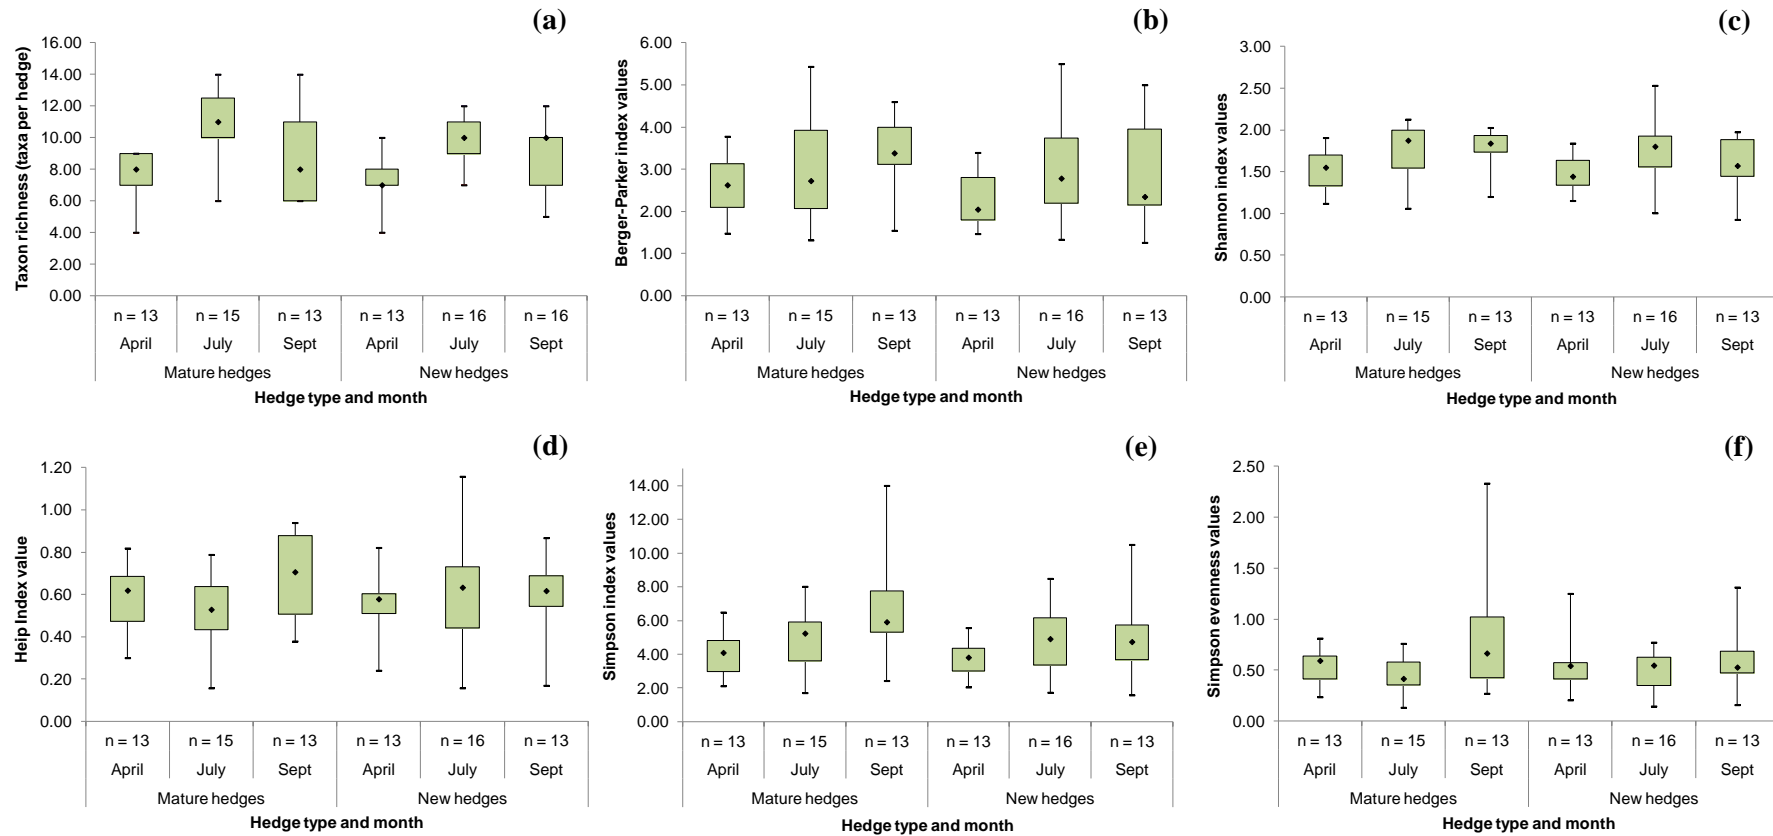 (a)
Taxon richness (taxa per hedge)
16.00
14.00
12.00
10.00
8.00
6.00
4.00
2.00
0.00
n = 13 n = 15 n = 13 n = 13 n = 16 n = 16
April July Sept April July Sept
Mature hedges New hedges
Hedge type and month
(b)
Berger-Parker index values
6.00
5.00
4.00
3.00
2.00
1.00
0.00
n = 13 n = 15 n = 13 n = 13 n = 16 n = 13
April July Sept April July Sept
Mature hedges New hedges
Hedge type and month
(c)
Shannon index values
3.00
2.50
2.00
1.50
1.00
0.50
0.00
n = 13 n = 15 n = 13 n = 13 n = 16 n = 13
April July Sept April July Sept
Mature hedges New hedges
Hedge type and month
(d)
Heip Index value
1.20
1.00
0.80
0.60
0.40
0.20
0.00
n = 13 n = 15 n = 13 n = 13 n = 16 n = 13
April July Sept April July Sept
Mature hedges New hedges
Hedge type and month
(e)
Simpson index values
14.00
12.00
10.00
8.00
6.00
4.00
2.00
0.00
n = 13 n = 15 n = 13 n = 13 n = 16 n = 13
April July Sept April July Sept
Mature hedges New hedges
Hedge type and month
(f)
Simpson evenness values
2.50
2.00
1.50
1.00
0.50
0.00
n = 13 n = 15 n = 13 n = 13 n = 16 n = 13
April July Sept April July Sept
Mature hedges New hedges
Hedge type and month